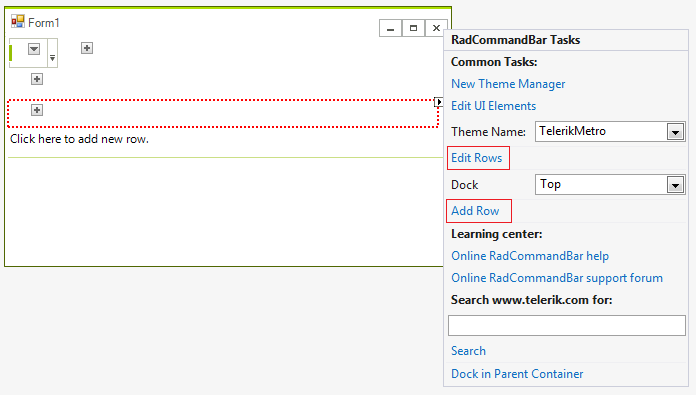 Form1
Click here to add new row.
RadCommandBar Tasks
Common Tasks:
New Theme Manager
Edit UI Elements
Theme Name: TelerikMetro
Edit Rows
Dock Top
Add Row
Learning center:
Online RadCommandBar help
Online RadCommandBar support forum
Search www.telerik.com for:
Search
Dock in Parent Container